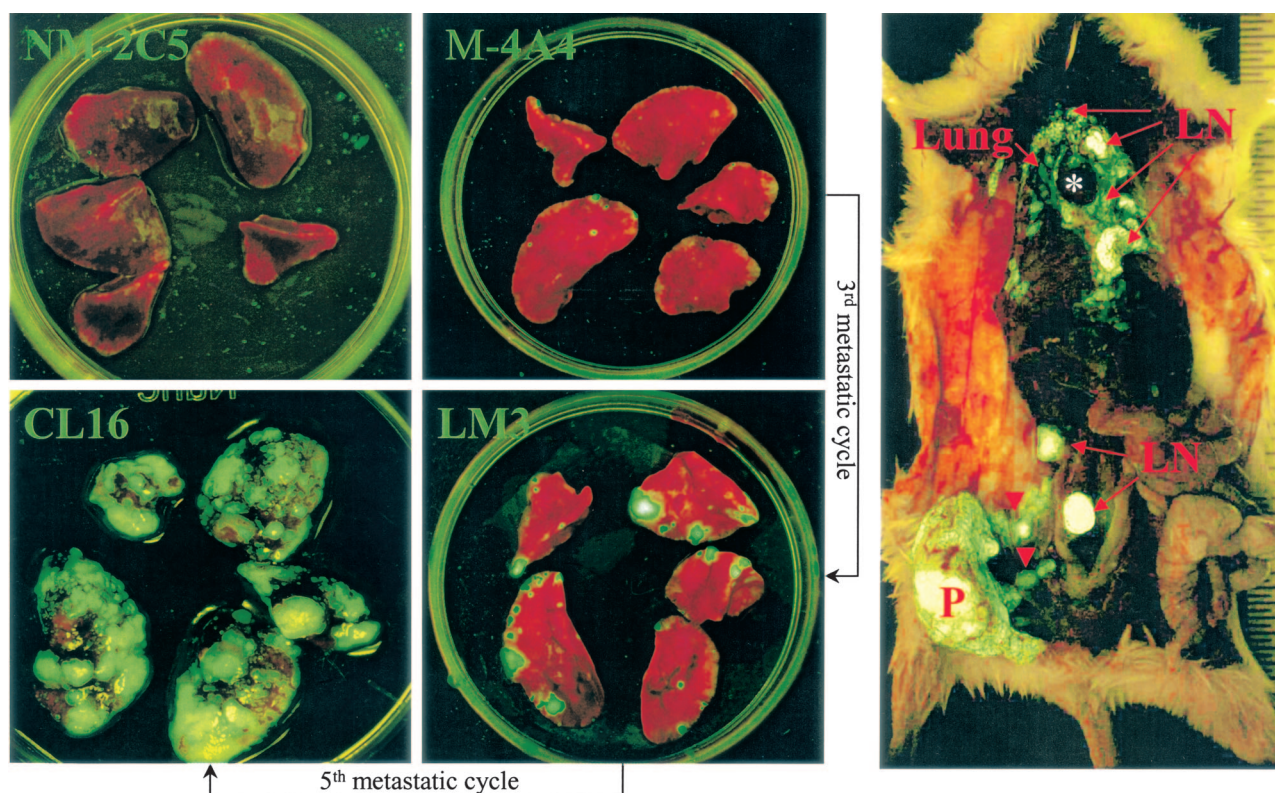 NM-2C5
M-4A4
CL16
LM3
3rd metastatic cycle
5th metastatic cycle
Lung
LN
*
LN
P